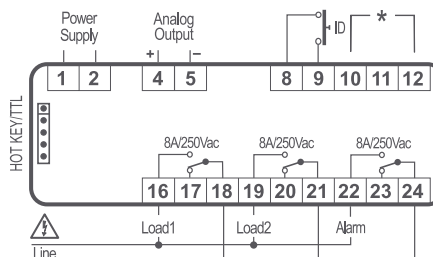 Power Supply
Analog Output
+ −
ID
*
1 2 4 5 8 9 10 11 12
HOT KEY/TTL
8A/250Vac 8A/250Vac 8A/250Vac
16 17 18 19 20 21 22 23 24
Load1 Load2 Alarm
Line